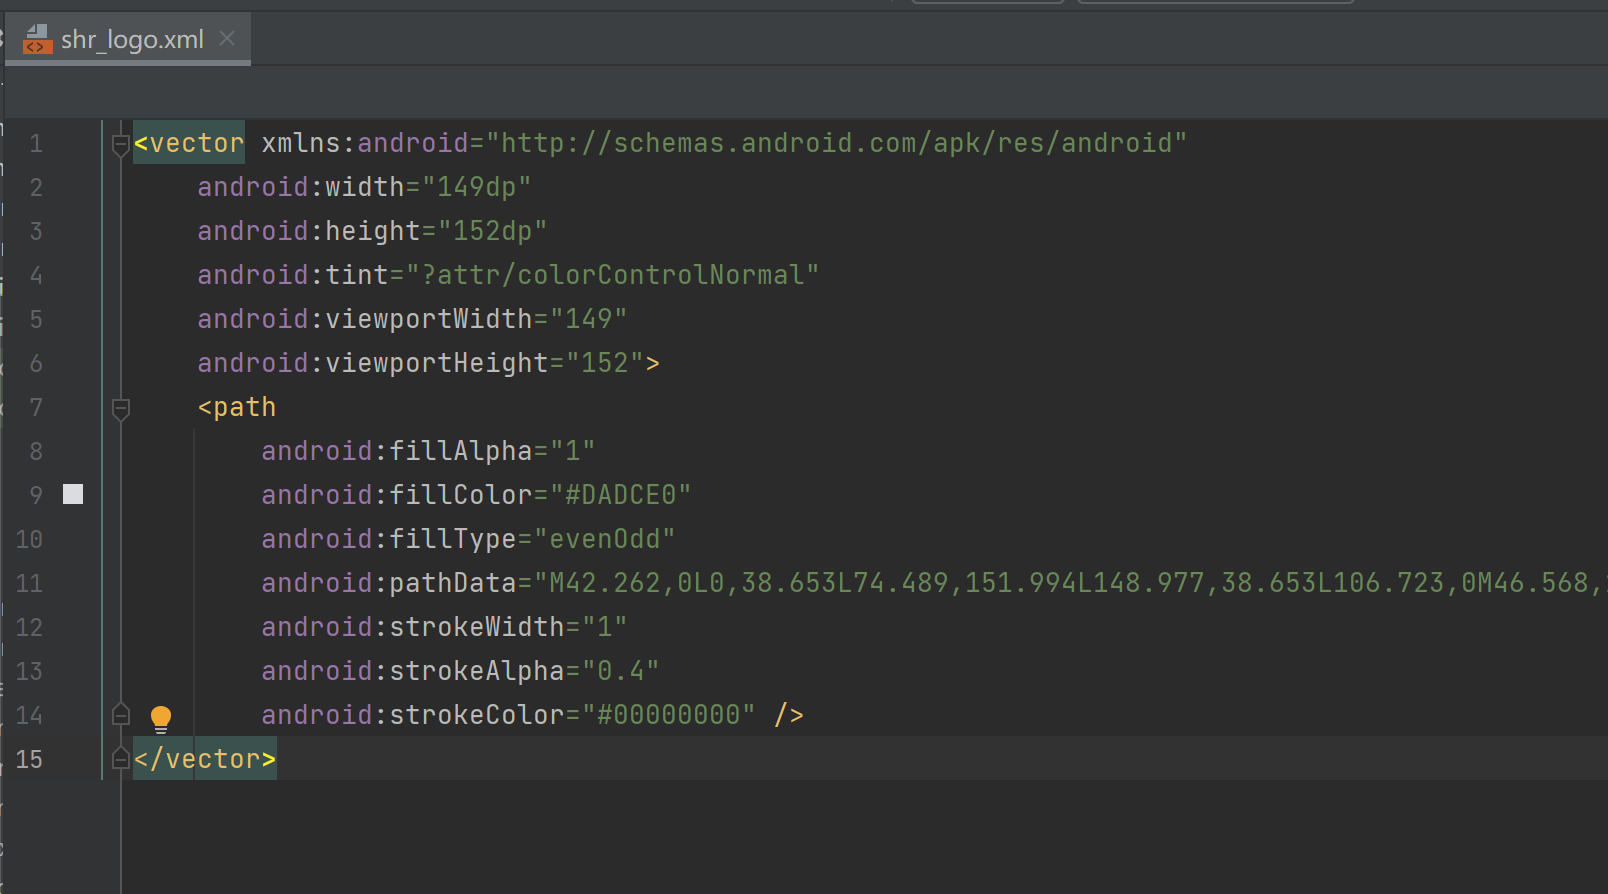 shr_logo.xml
1 <vector xmlns:android="http://schemas.android.com/apk/res/android"
2 android:width="149dp"
3 android:height="152dp"
4 android:tint="?attr/colorControlNormal"
5 android:viewportWidth="149"
6 android:viewportHeight="152">
7 <path
8 android:fillAlpha="1"
9 android:fillColor="#DADCE0"
10 android:fillType="evenOdd"
11 android:pathData="M42.262,0L0,38.653L74.489,151.994L148.977,38.653L106.723,0M46.568,
12 android:strokeWidth="1"
13 android:strokeAlpha="0.4"
14 android:strokeColor="#00000000" />
15 </vector>